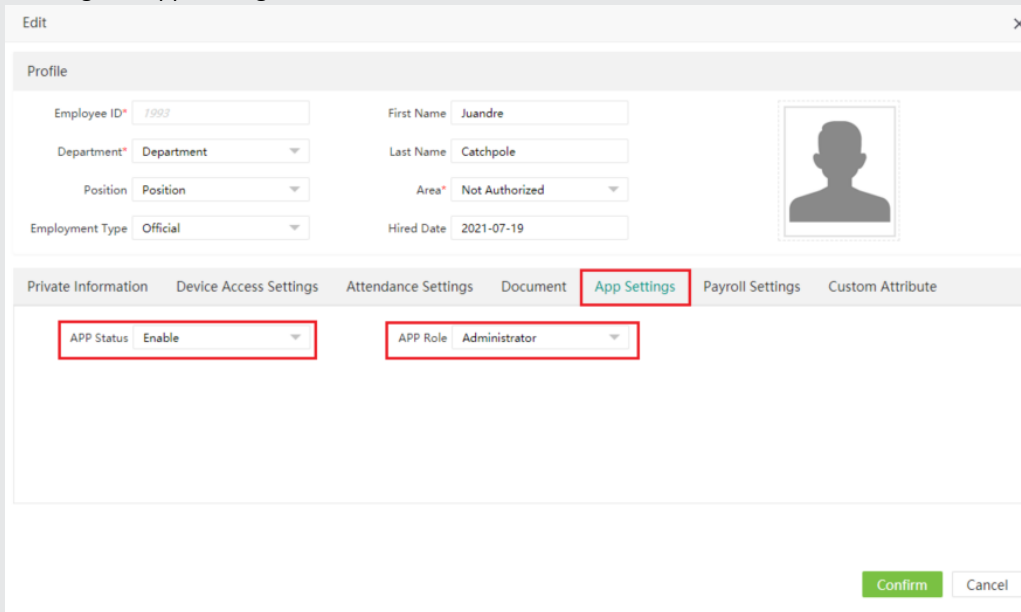 Edit
Profile
Employee ID* 1993 First Name Juandre
Department* Department Last Name Catchpole
Position Position Area* Not Authorized
Employment Type Official Hired Date 2021-07-19
Private Information Device Access Settings Attendance Settings Document App Settings Payroll Settings Custom Attribute
APP Status Enable APP Role Administrator
Confirm Cancel